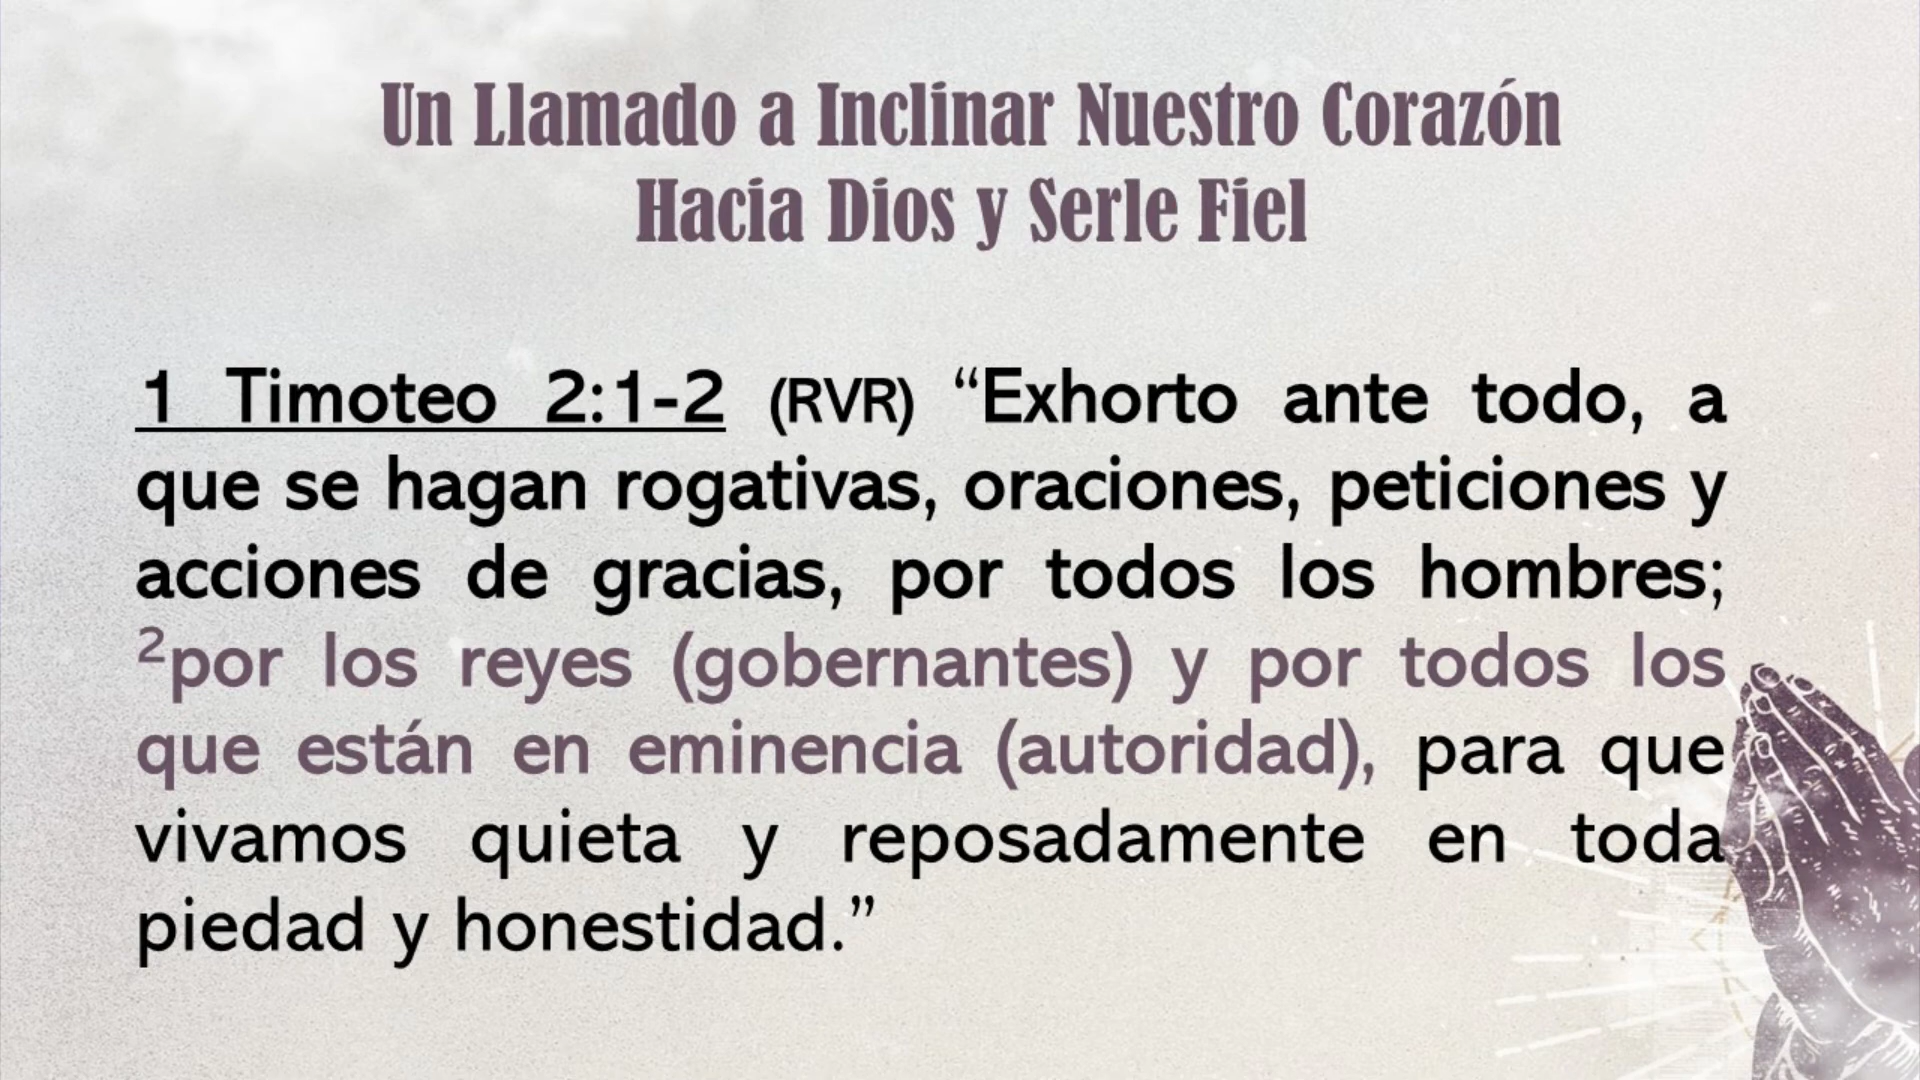 Un Llamado a Inclinar Nuestro Corazón
Hacia Dios y Serle Fiel
1 Timoteo 2:1-2 (RVR) “Exhorto ante todo, a
que se hagan rogativas, oraciones, peticiones y
acciones de gracias, por todos los hombres;
²por los reyes (gobernantes) y por todos los
que están en eminencia (autoridad), para que
vivamos quieta y reposadamente en toda
piedad y honestidad.”